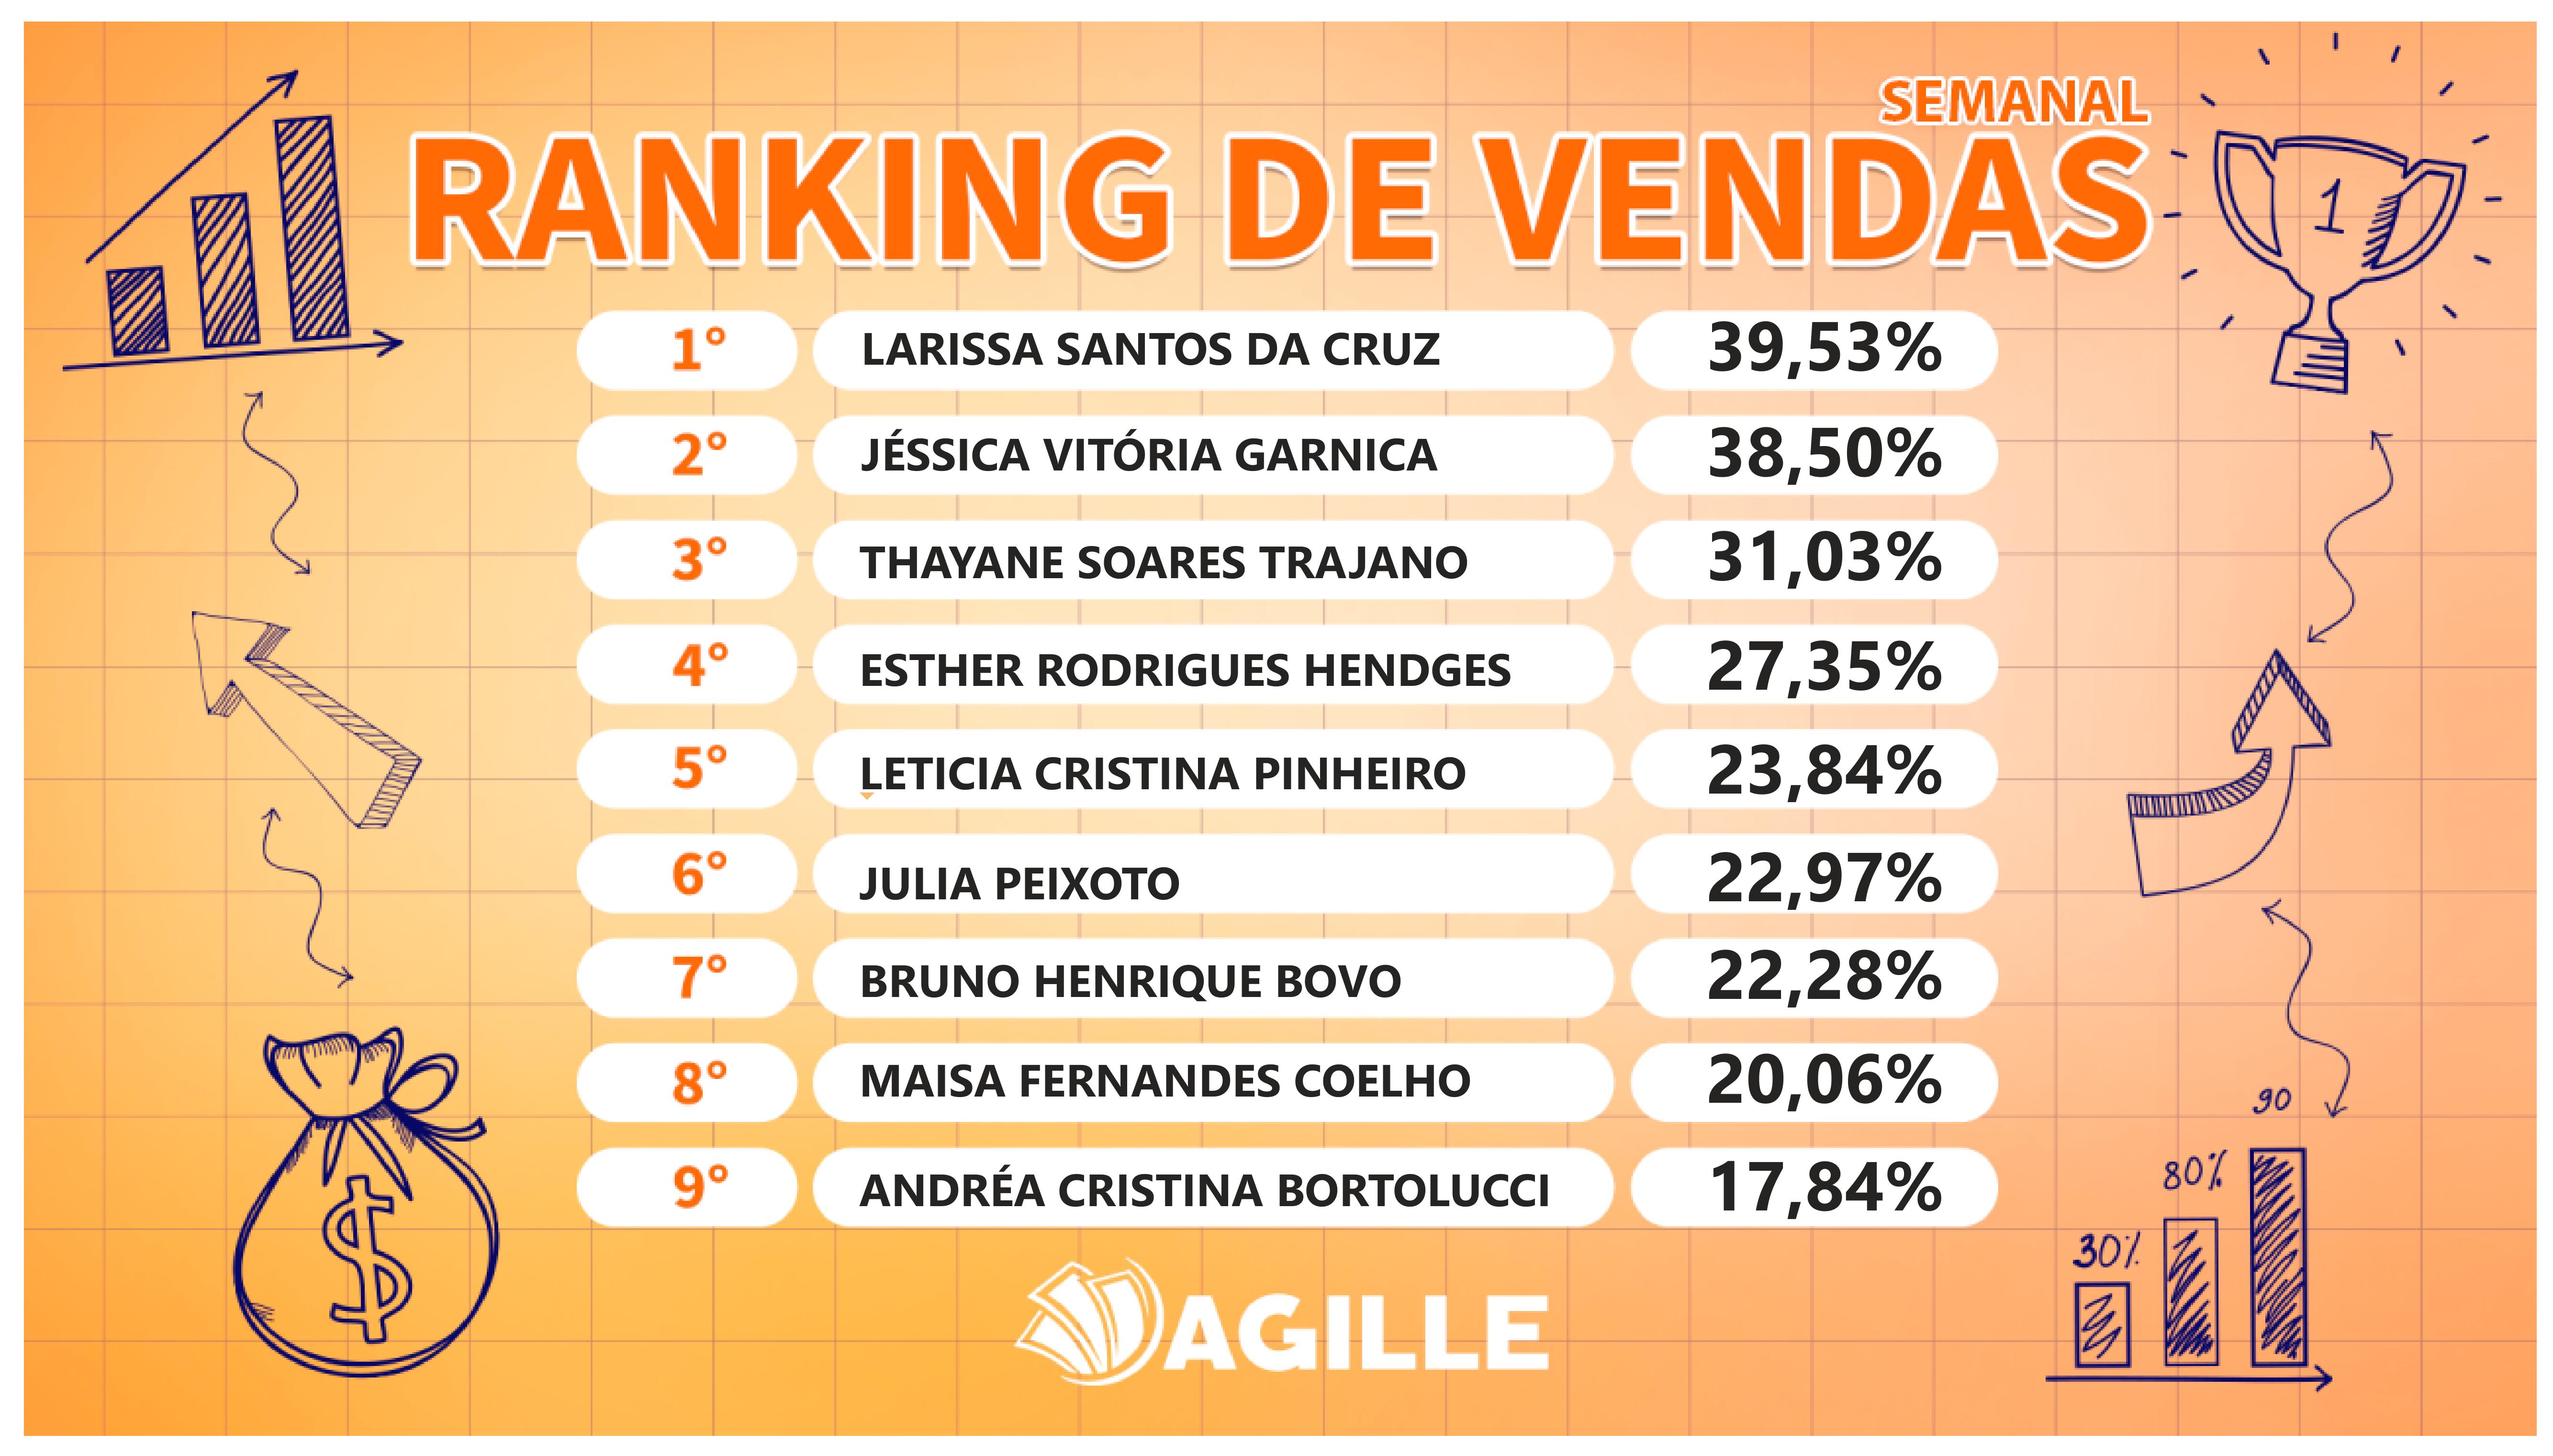 SEMANAL
RANKING DE VENDAS
1
1° LARISSA SANTOS DA CRUZ 39,53%
2° JÉSSICA VITÓRIA GARNICA 38,50%
3° THAYANE SOARES TRAJANO 31,03%
4° ESTHER RODRIGUES HENDGES 27,35%
5° LETICIA CRISTINA PINHEIRO 23,84%
6° JULIA PEIXOTO 22,97%
7° BRUNO HENRIQUE BOVO 22,28%
8° MAISA FERNANDES COELHO 20,06%
9° ANDRÉA CRISTINA BORTOLUCCI 17,84%
90
80%
30%
$
AGILLE